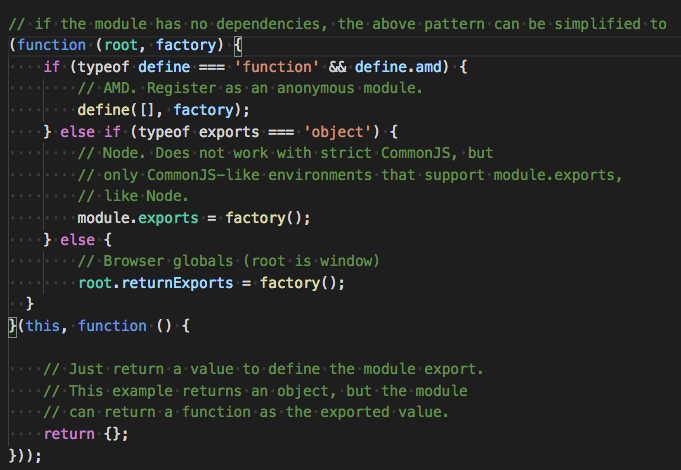 // if the module has no dependencies, the above pattern can be simplified to
(function (root, factory) {
    if (typeof define === 'function' && define.amd) {
        // AMD. Register as an anonymous module.
        define([], factory);
    } else if (typeof exports === 'object') {
        // Node. Does not work with strict CommonJS, but
        // only CommonJS-like environments that support module.exports,
        // like Node.
        module.exports = factory();
    } else {
        // Browser globals (root is window)
        root.returnExports = factory();
  }
}(this, function () {

    // Just return a value to define the module export.
    // This example returns an object, but the module
    // can return a function as the exported value.
    return {};
}));